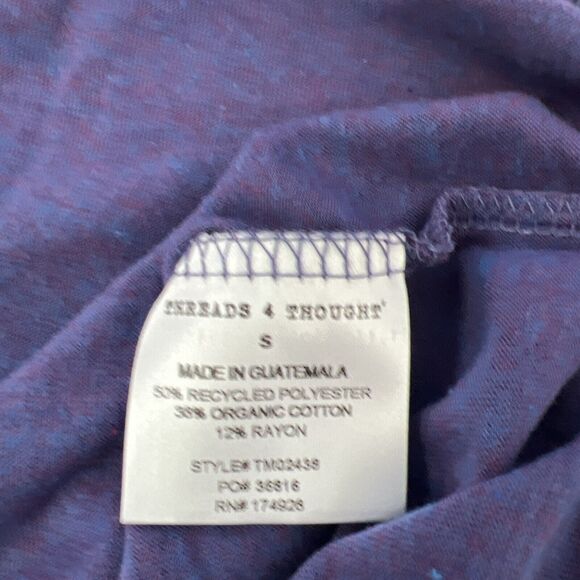 THREADS 4 THOUGHT
S
MADE IN GUATEMALA
50% RECYCLED POLYESTER
38% ORGANIC COTTON
12% RAYON
STYLE# TM02438
PO# 36816
RN# 174926